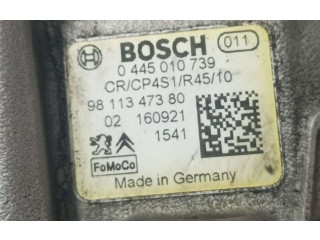 BOSCH 011
0 445 010 739
CR/CP4S1/R45/10
98 113 473 80
02 160921
1541
FoMoCo
Made in Germany